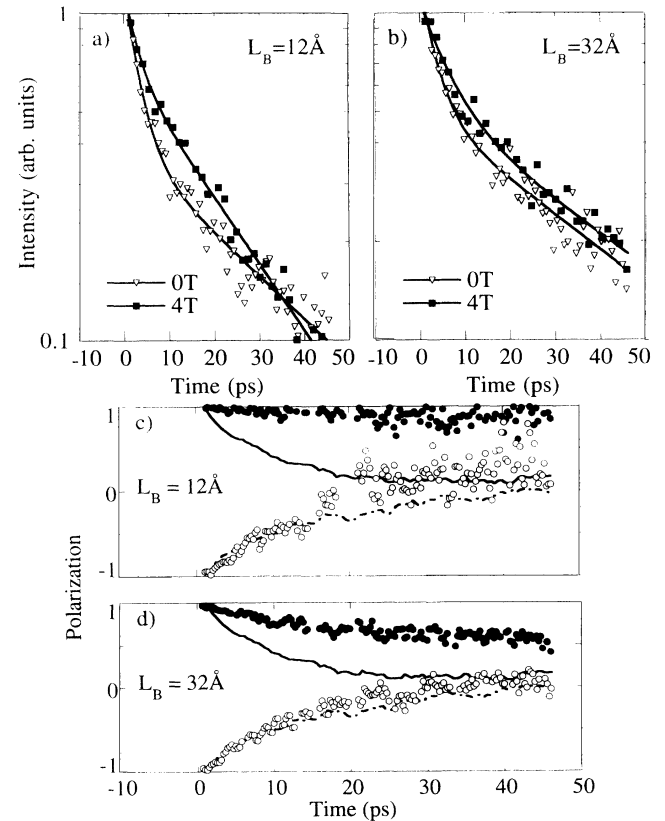 1
a)
L_B=12Å
b)
L_B=32Å
Intensity (arb. units)
0T
4T
0T
4T
0.1
-10 0 10 20 30 40 50
-10 0 10 20 30 40 50
Time (ps)
Time (ps)
1
c)
L_B = 12Å
0
-1
Polarization
1
d)
L_B = 32Å
0
-1
-10 0 10 20 30 40 50
Time (ps)